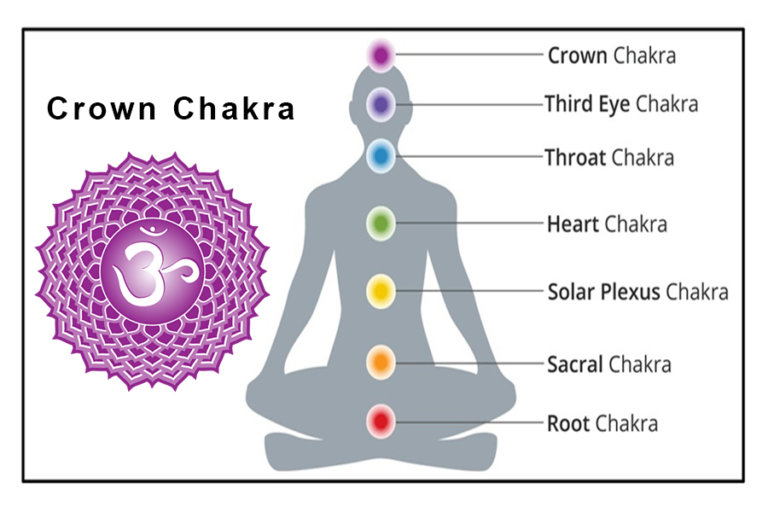 Crown Chakra
ॐ
Crown Chakra
Third Eye Chakra
Throat Chakra
Heart Chakra
Solar Plexus Chakra
Sacral Chakra
Root Chakra